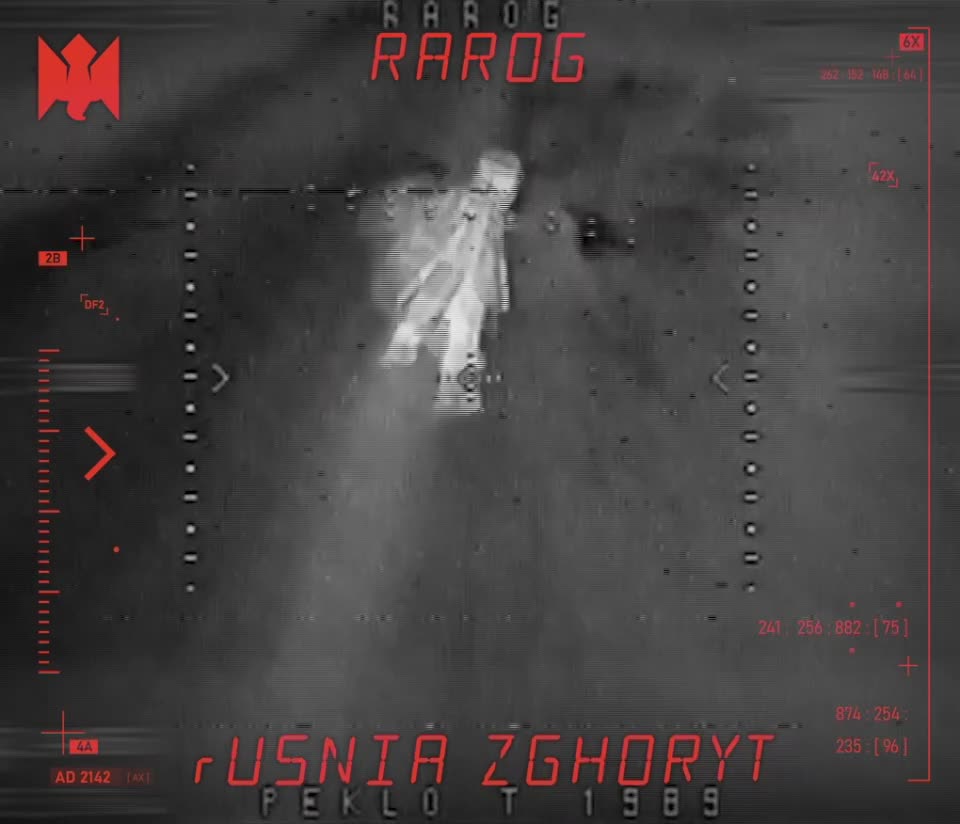 RAROG
RAROG
6X
262 : 152 : 148 : [ 64 ]
42X
2B
DF2
241 : 256 : 882 : [ 75 ]
874 : 254 :
235 : [ 96 ]
4A
rUSNIA ZGHORYT
AD 2142 [ AX ]
PEKLO T 1989